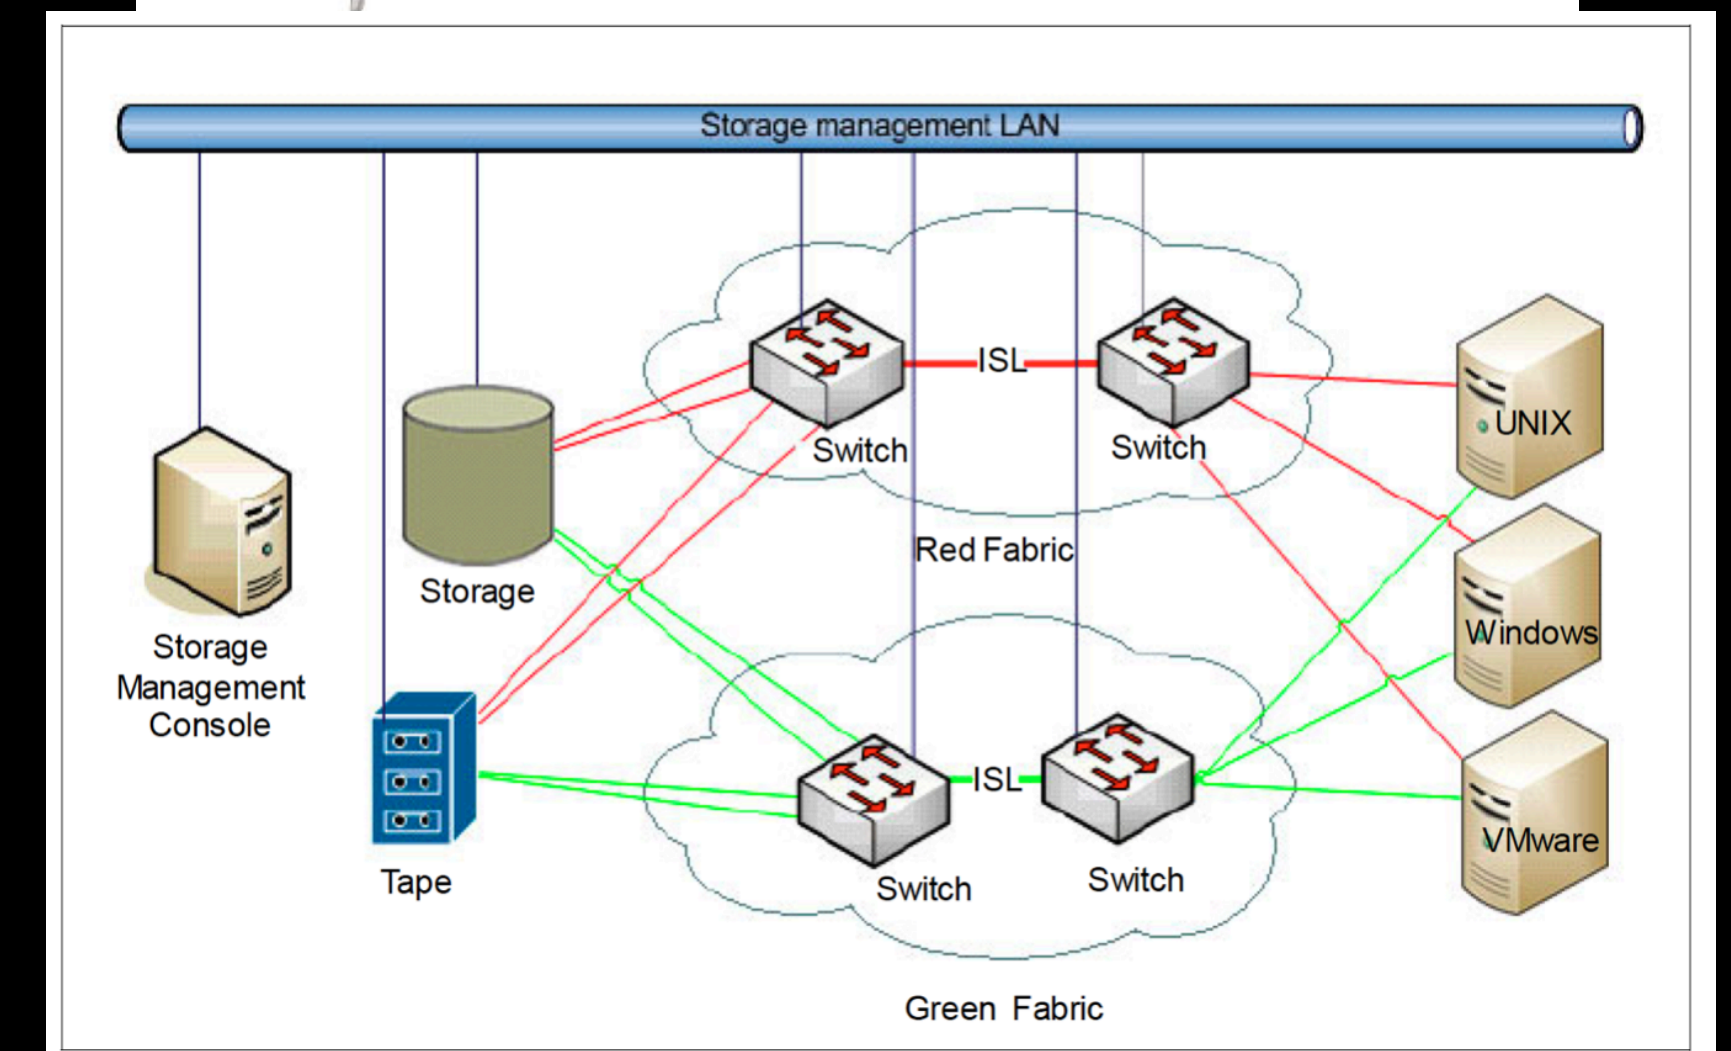 Storage management LAN
ISL
UNIX
Switch
Switch
Red Fabric
Storage
Windows
Storage
Management
Console
ISL
VMware
Tape
Switch
Switch
Green Fabric